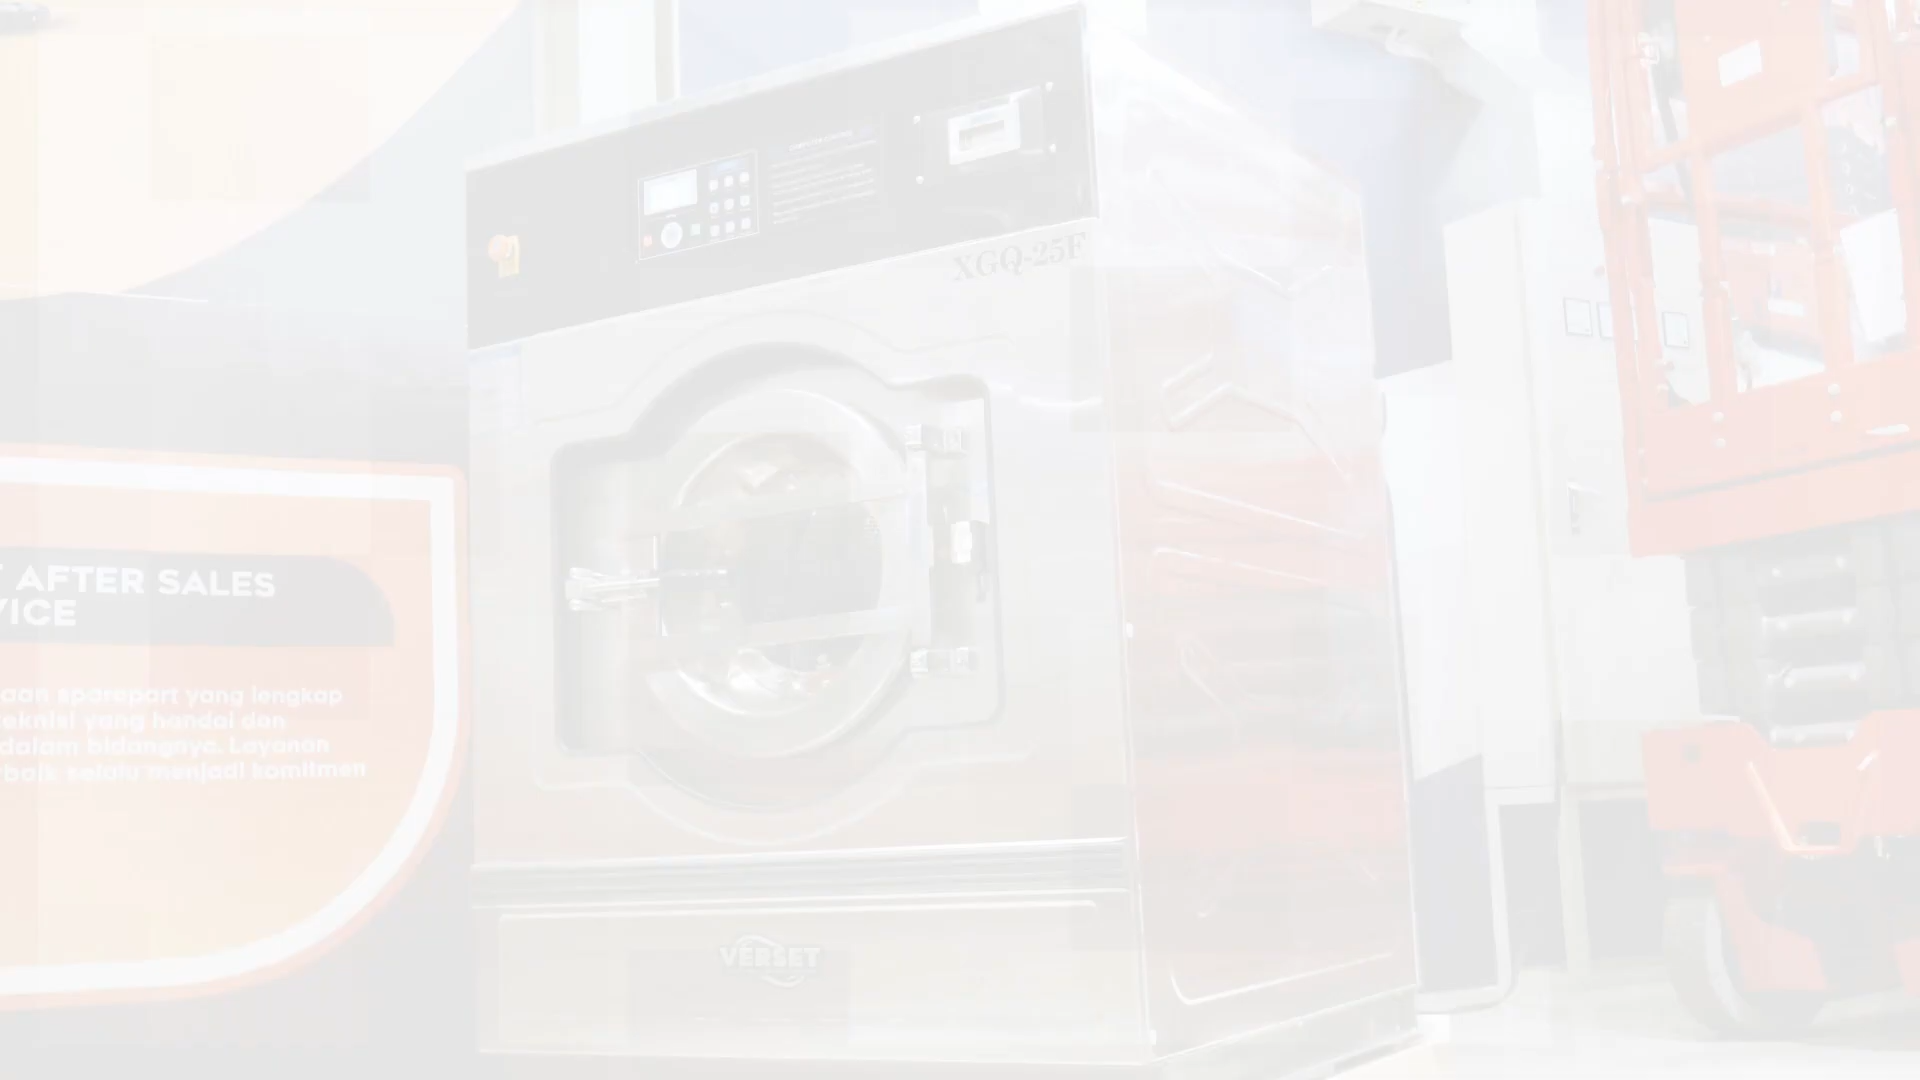 XGQ-25F
AFTER SALES
VICE
aan sparepart yang lengkap
teknisi yang handal dan
dalam bidangnya. Layanan
baik selalu menjadi komitmen
VERSET